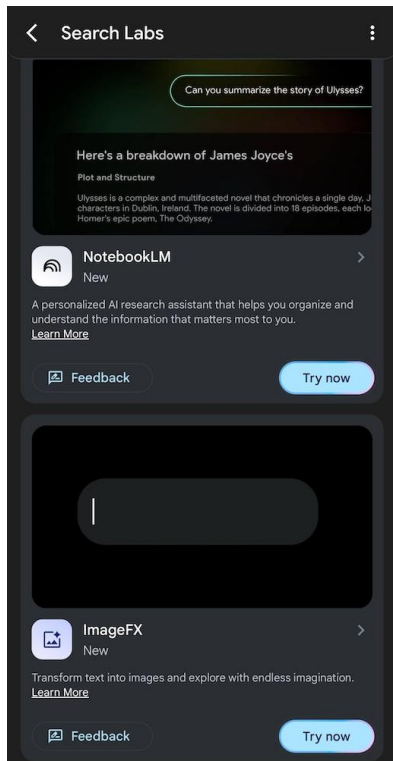 Search Labs
Can you summarize the story of Ulysses?
Here's a breakdown of James Joyce's
Plot and Structure
Ulysses is a complex and multifaceted novel that chronicles a single day, J
characters in Dublin, Ireland. The novel is divided into 18 episodes, each lo
Homer's epic poem, The Odyssey.
NotebookLM
New
A personalized AI research assistant that helps you organize and
understand the information that matters most to you.
Learn More
Feedback
Try now
ImageFX
New
Transform text into images and explore with endless imagination.
Learn More
Feedback
Try now